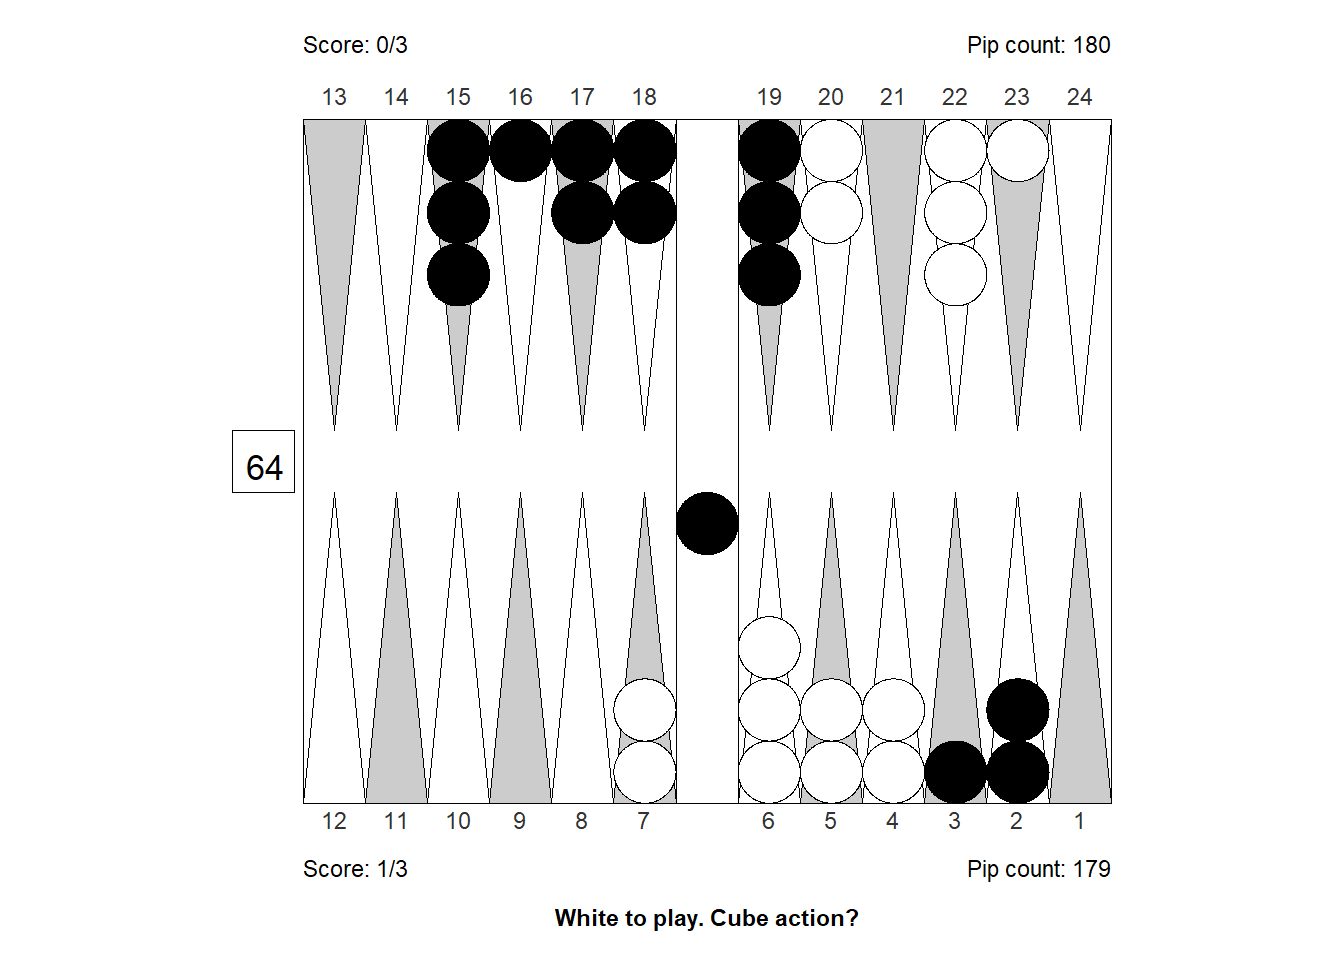 Score: 0/3 Pip count: 180
13 14 15 16 17 18 19 20 21 22 23 24
64
12 11 10 9 8 7 6 5 4 3 2 1
Score: 1/3 Pip count: 179
White to play. Cube action?